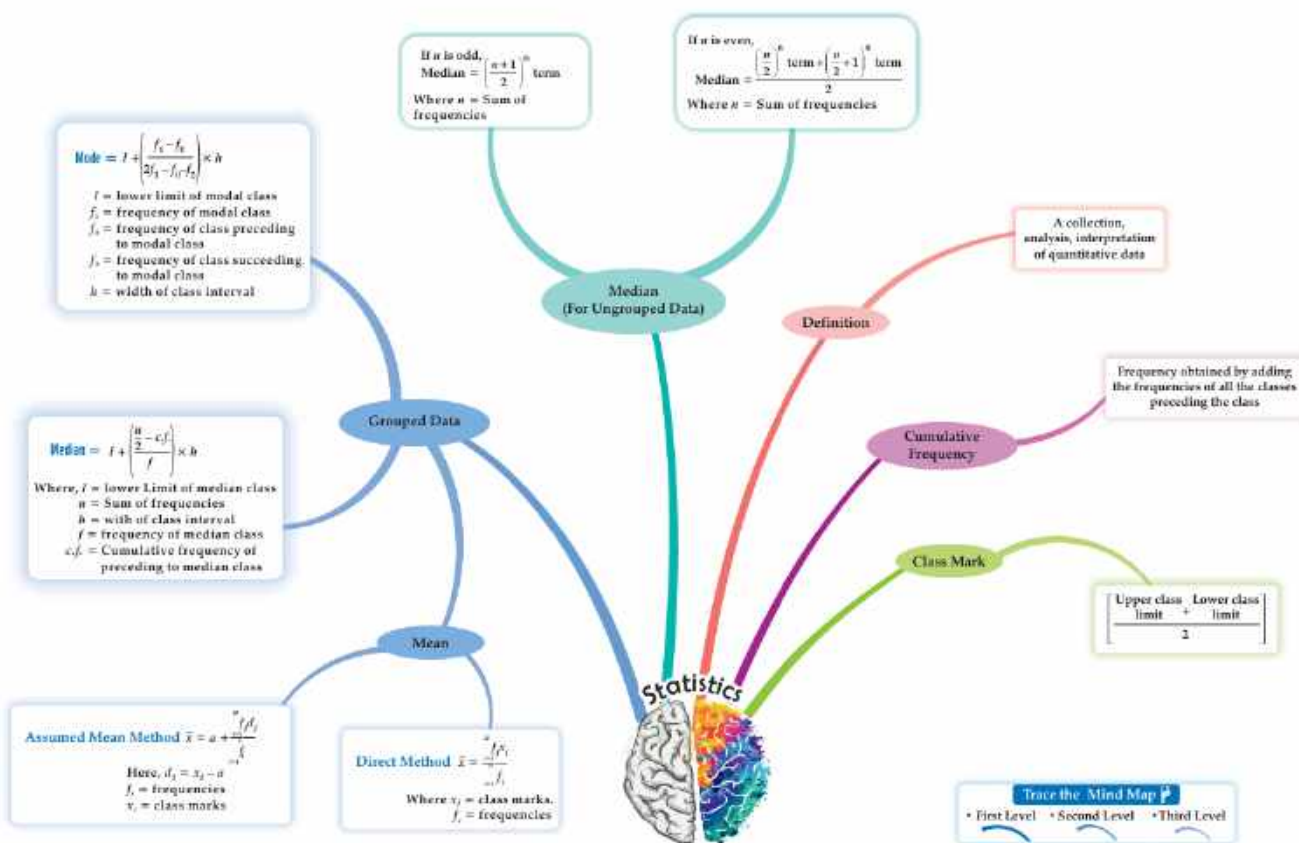 If n is odd,
Median = ((n+1)/2)^th term
Where n = Sum of
frequencies
If n is even,
Median = ((n/2)^th term + (n/2 + 1)^th term)/2
Where n = Sum of frequencies
Mode = l + ((f₁ – f₀)/(2f₁ – f₀ – f₂)) × h
l = lower limit of modal class
= frequency of modal class
= frequency of class preceding
to modal class
= frequency of class succeeding
to modal class
h = width of class interval
A collection,
analysis, interpretation
of quantitative data
Median
(For Ungrouped Data)
Definition
Frequency obtained by adding
the frequencies of all the classes
preceding the class
Grouped Data
Cumulative
Frequency
Median = l + ((n/2 – c.f.)/f) × h
Where, l = lower Limit of median class
n = Sum of frequencies
h = with of class interval
f = frequency of median class
c.f. = Cumulative frequency of
preceding to median class
Class Mark
[Upper class limit + Lower class limit / 2]
Mean
Statistics
Assumed Mean Method x̄ = a +
Here, dᵢ = xᵢ – a
fᵢ = frequencies
xᵢ = class marks
Direct Method x̄ =
Where xᵢ = class marks.
fᵢ = frequencies
Trace the Mind Map
• First Level • Second Level • Third Level